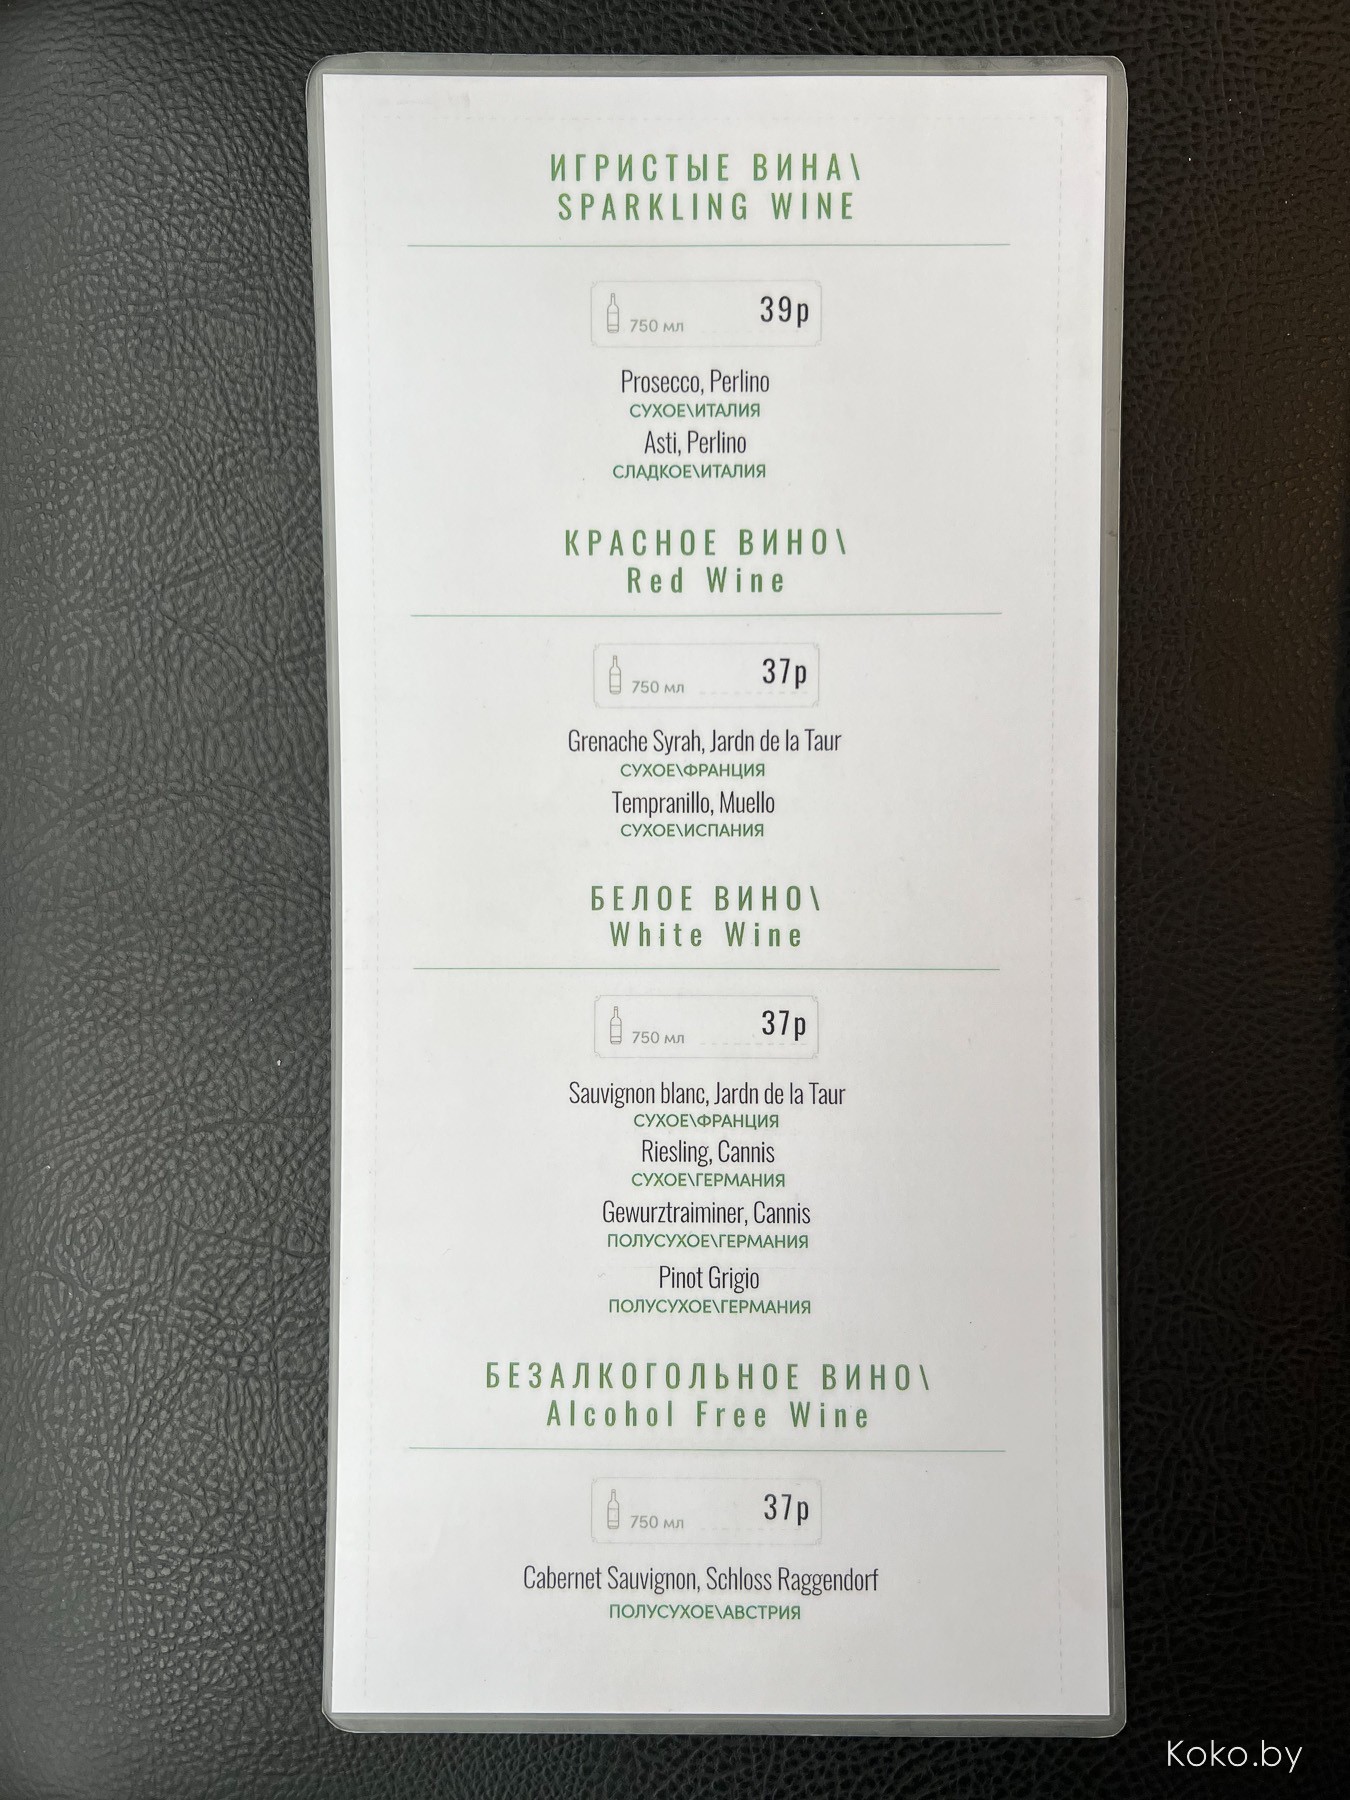 ИГРИСТЫЕ ВИНА\
SPARKLING WINE
750 мл 39р
Prosecco, Perlino
СУХОЕ\ИТАЛИЯ
Asti, Perlino
СЛАДКОЕ\ИТАЛИЯ
КРАСНОЕ ВИНО\
Red Wine
750 мл 37р
Grenache Syrah, Jardn de la Taur
СУХОЕ\ФРАНЦИЯ
Tempranillo, Muello
СУХОЕ\ИСПАНИЯ
БЕЛОЕ ВИНО\
White Wine
750 мл 37р
Sauvignon blanc, Jardn de la Taur
СУХОЕ\ФРАНЦИЯ
Riesling, Cannis
СУХОЕ\ГЕРМАНИЯ
Gewurztraiminer, Cannis
ПОЛУСУХОЕ\ГЕРМАНИЯ
Pinot Grigio
ПОЛУСУХОЕ\ГЕРМАНИЯ
БЕЗАЛКОГОЛЬНОЕ ВИНО\
Alcohol Free Wine
750 мл 37р
Cabernet Sauvignon, Schloss Raggendorf
ПОЛУСУХОЕ\АВСТРИЯ
Koko.by